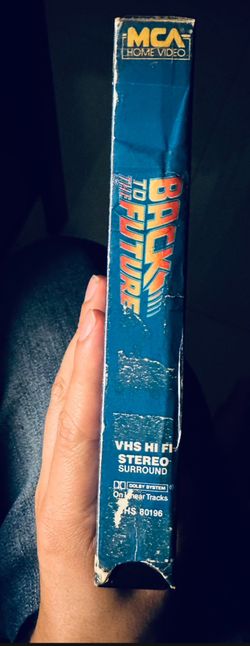 MCA
HOME VIDEO
BACK
TO THE
FUTURE
VHS HI FI
STEREO
SURROUND
DOLBY SYSTEM
On Linear Tracks
VHS 80196